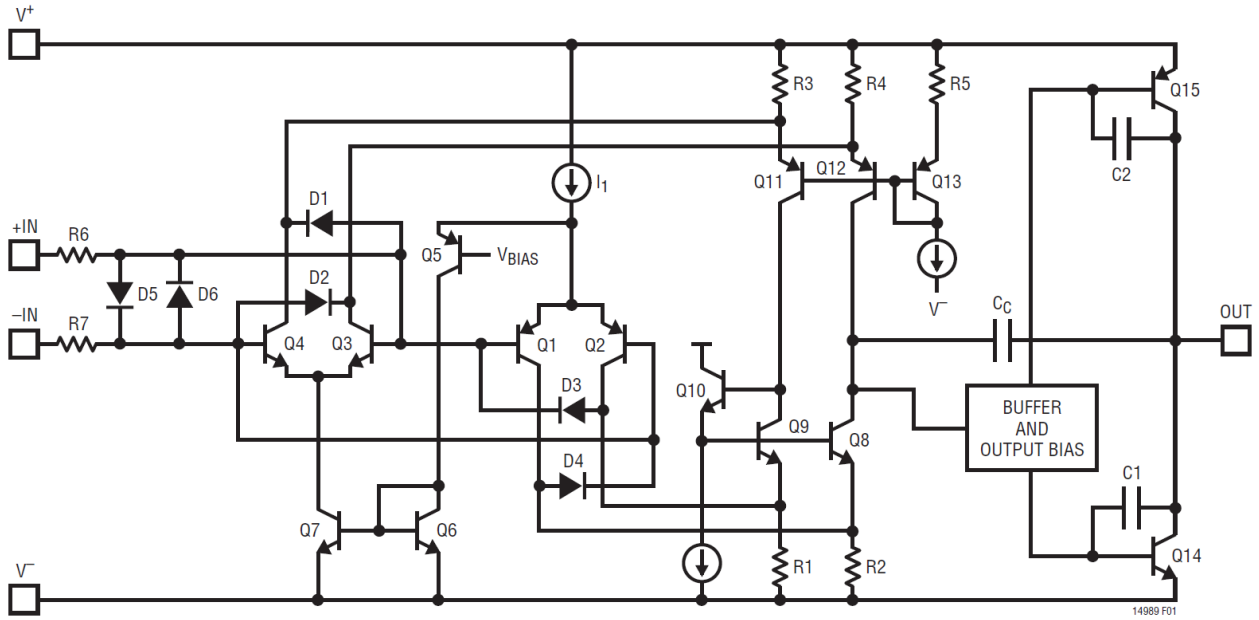 V+
R3
R4
R5
Q15
C2
Q11
Q12
Q13
I1
D1
+IN
R6
Q5
VBIAS
D2
D5
D6
V−
CC
OUT
−IN
R7
Q4
Q3
Q1
Q2
Q10
D3
BUFFER
AND
OUTPUT BIAS
Q9
Q8
D4
C1
Q7
Q6
Q14
R1
R2
V−
14989 F01